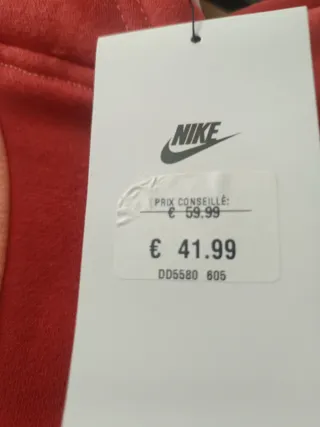 NIKE
PRIX CONSEILLÉ:
€ 59.99
€ 41.99
DD5580 605